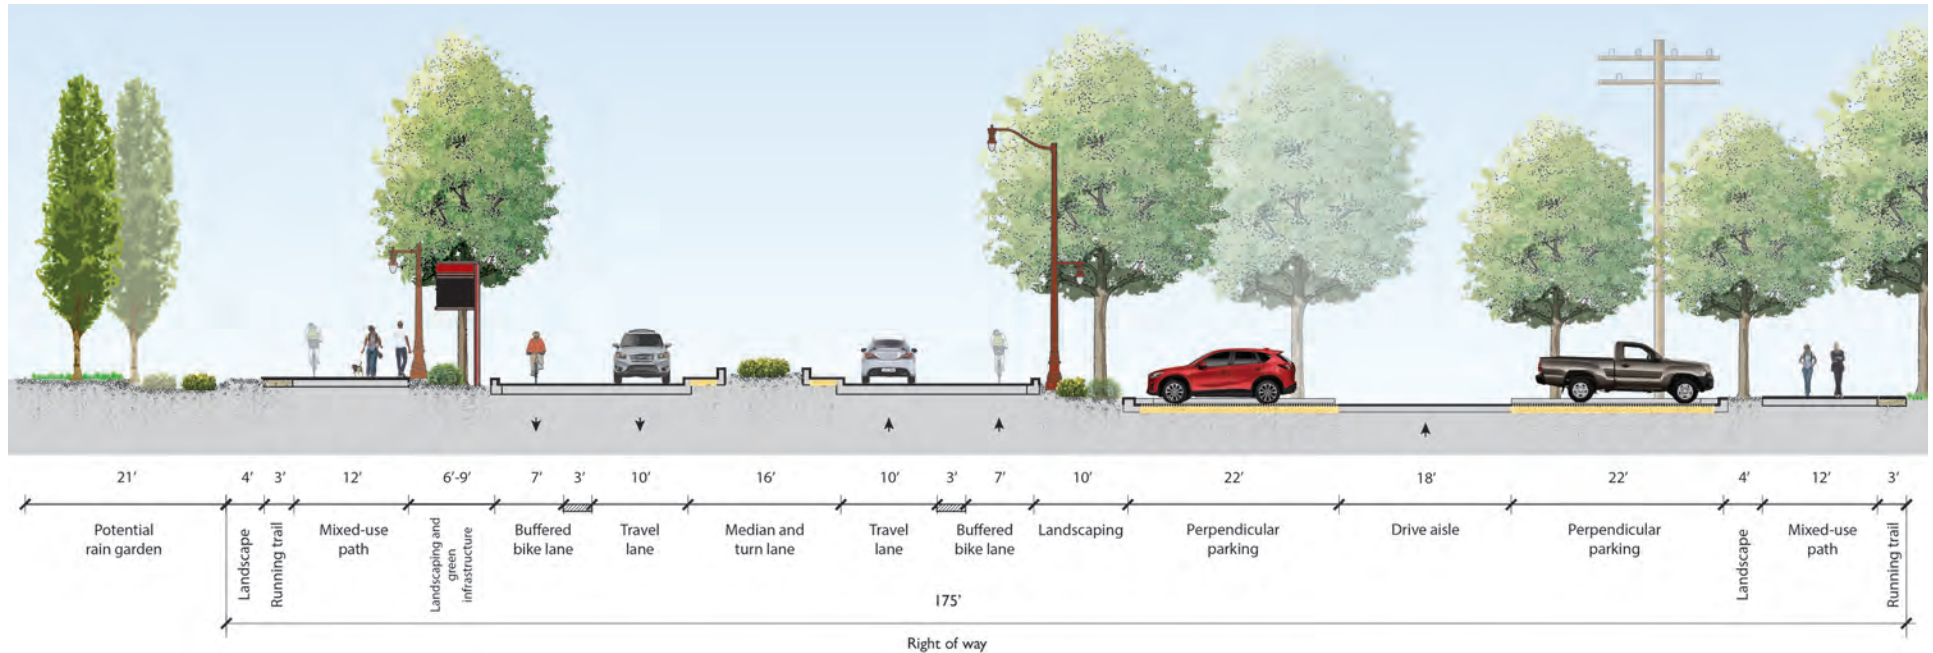 21’ 4’ 3’ 12’ 6’-9’ 7’ 3’ 10’ 16’ 10’ 3’ 7’ 10’ 22’ 18’ 22’ 4’ 12’ 3’
Potential
rain garden
Landscape
Running trail
Mixed-use
path
Landscaping and
green
infrastructure
Buffered
bike lane
Travel
lane
Median and
turn lane
Travel
lane
Buffered
bike lane
Landscaping
Perpendicular
parking
Drive aisle
Perpendicular
parking
Landscape
Mixed-use
path
Running trail
175’
Right of way